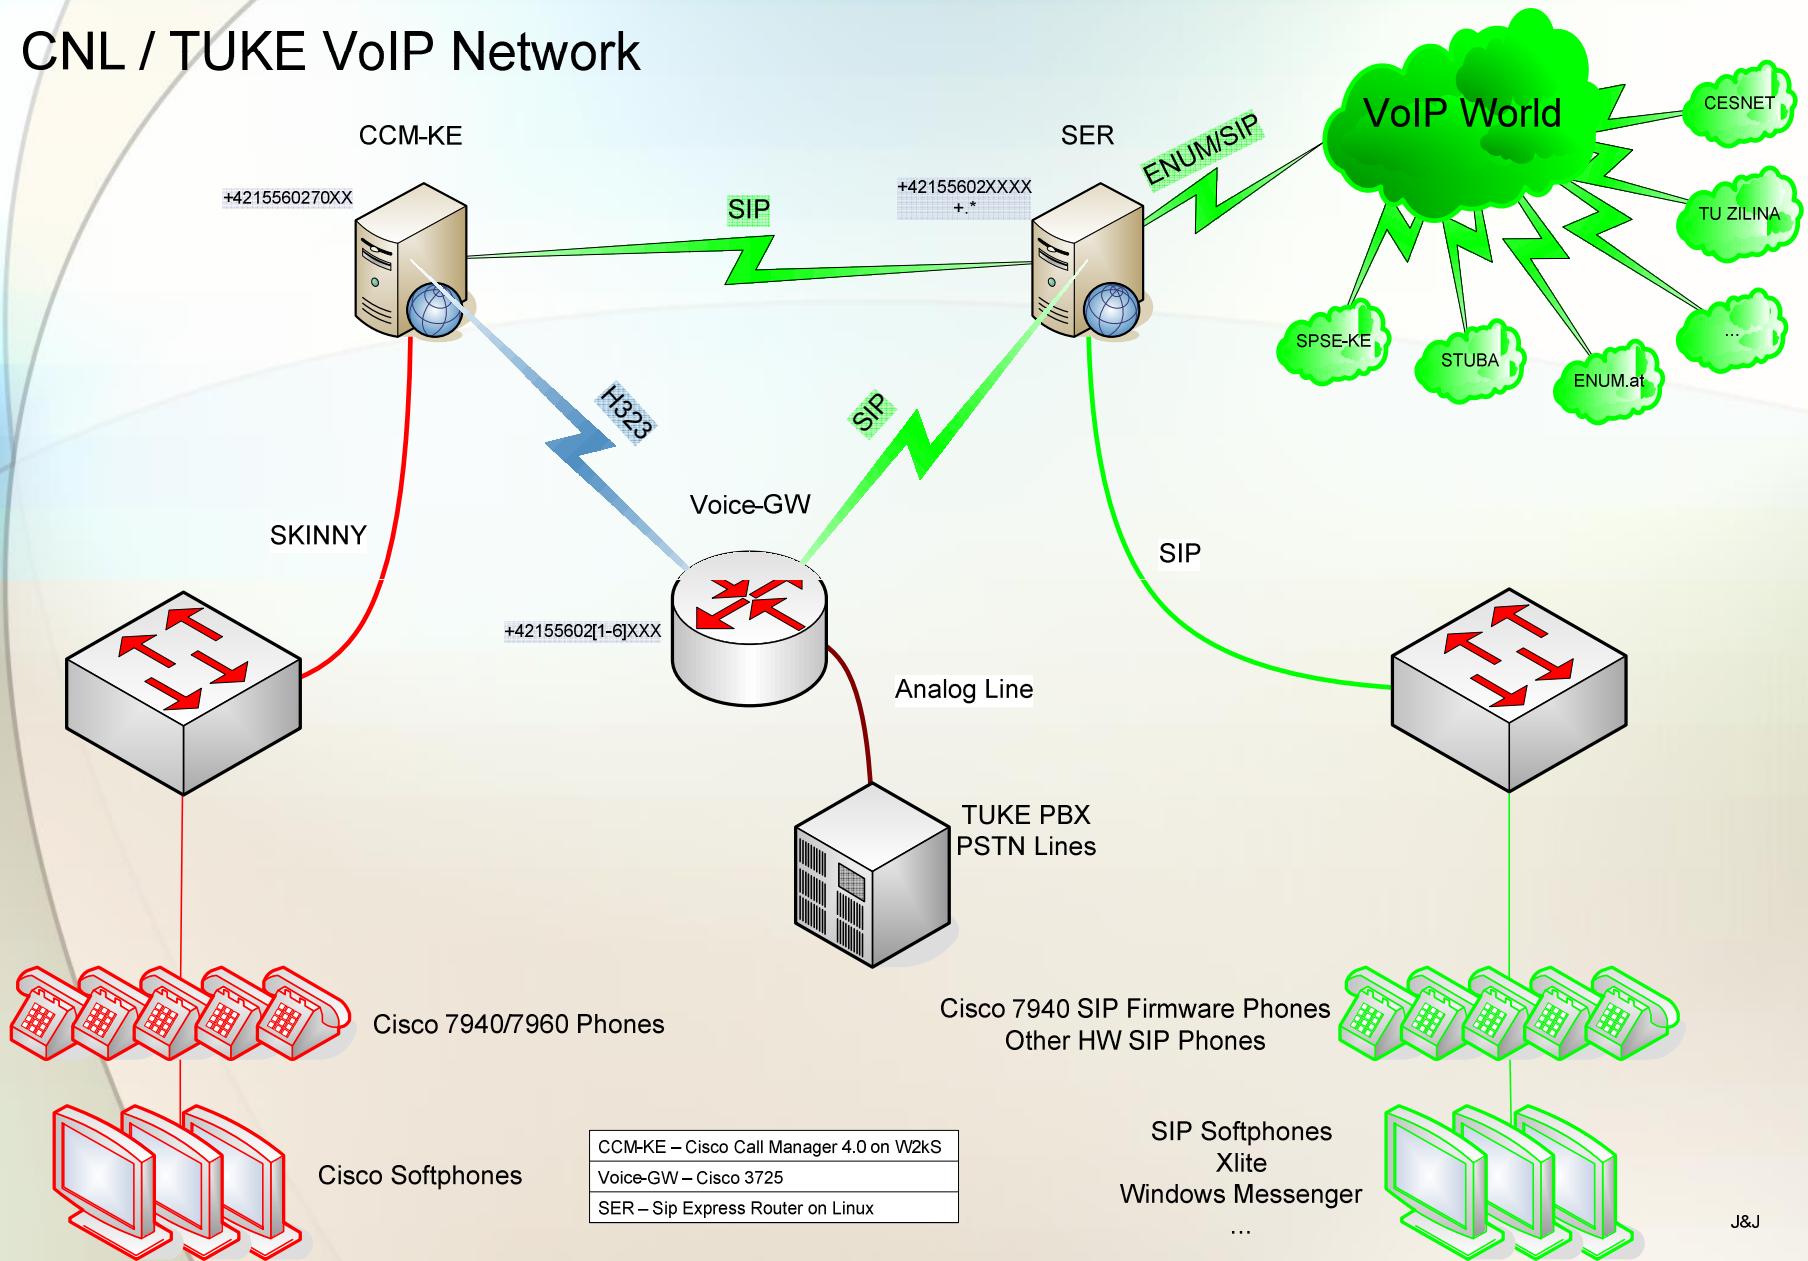 CNL / TUKE VoIP Network
CCM-KE
+4215560270XX
SIP
SER
+42155602XXXX
+.*
ENUM/SIP
VoIP World
CESNET
TU ZILINA
...
SPSE-KE
STUBA
ENUM.at
H323
SIP
Voice-GW
SKINNY
SIP
+42155602[1-6]XXX
Analog Line
TUKE PBX
PSTN Lines
Cisco 7940/7960 Phones
Cisco 7940 SIP Firmware Phones
Other HW SIP Phones
Cisco Softphones
CCM-KE – Cisco Call Manager 4.0 on W2kS
Voice-GW – Cisco 3725
SER – Sip Express Router on Linux
SIP Softphones
Xlite
Windows Messenger
...
J&J